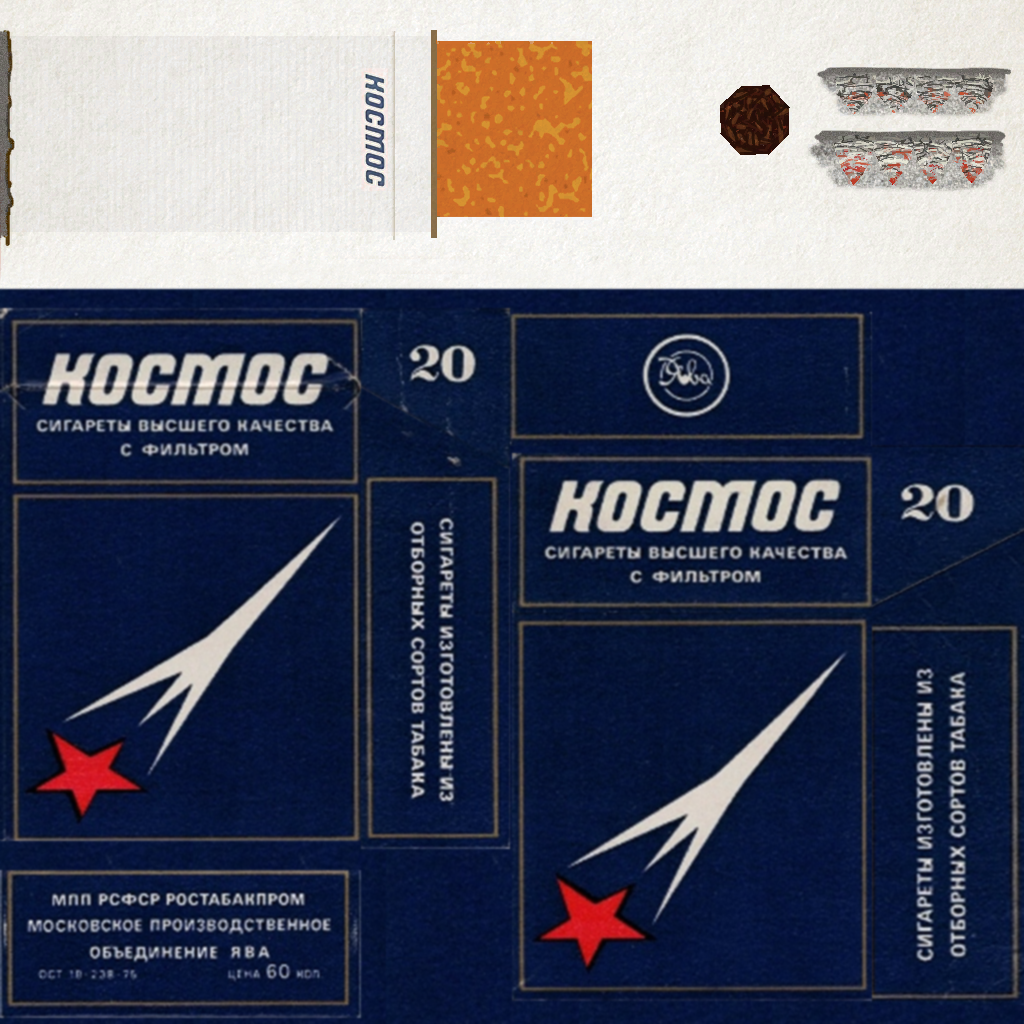 КОСМОС
КОСМОС
СИГАРЕТЫ ВЫСШЕГО КАЧЕСТВА
С ФИЛЬТРОМ
20
СИГАРЕТЫ ИЗГОТОВЛЕНЫ ИЗ
ОТБОРНЫХ СОРТОВ ТАБАКА
МПП РСФСР РОСТАБАКПРОМ
МОСКОВСКОЕ ПРОИЗВОДСТВЕННОЕ
ОБЪЕДИНЕНИЕ ЯВА
ОСТ 18-238-75 ЦЕНА 60 КОП.
Ява
КОСМОС
СИГАРЕТЫ ВЫСШЕГО КАЧЕСТВА
С ФИЛЬТРОМ
20
СИГАРЕТЫ ИЗГОТОВЛЕНЫ ИЗ
ОТБОРНЫХ СОРТОВ ТАБАКА